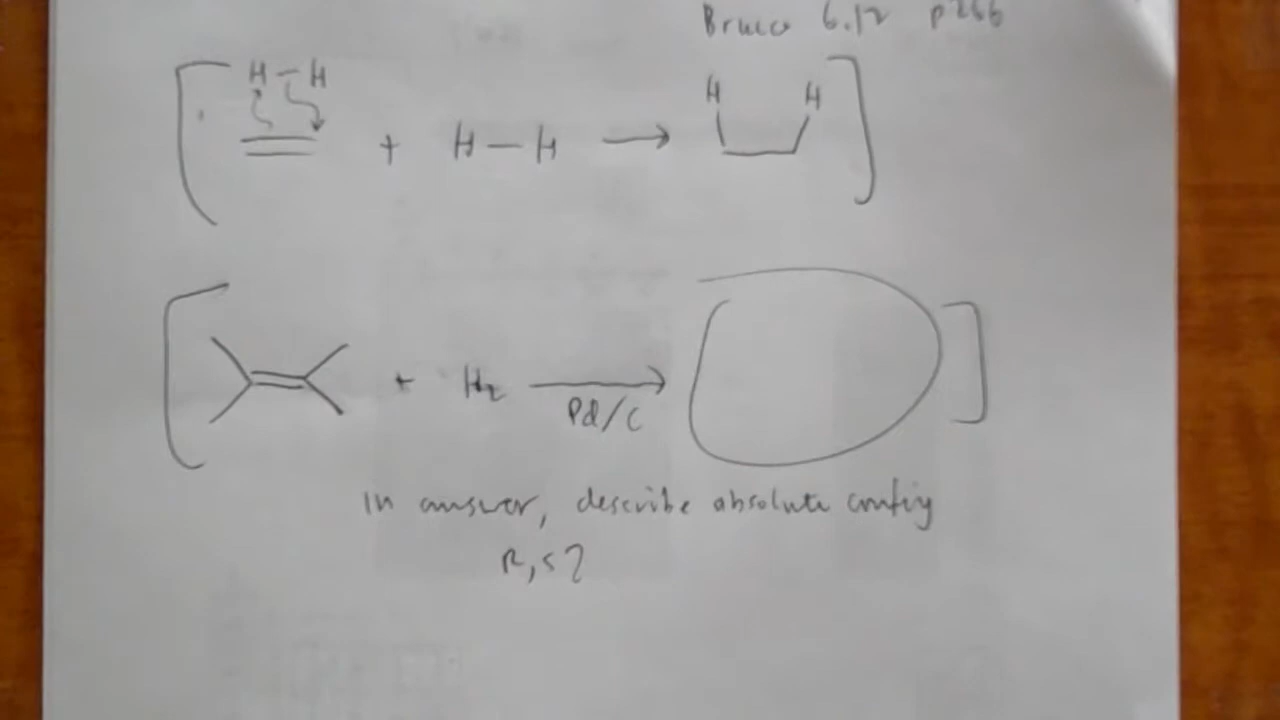 Bruice 6.12 p266
H - H
+ H - H → H H
+ H2 → Pd/C
In answer, describe absolute config
R, S?